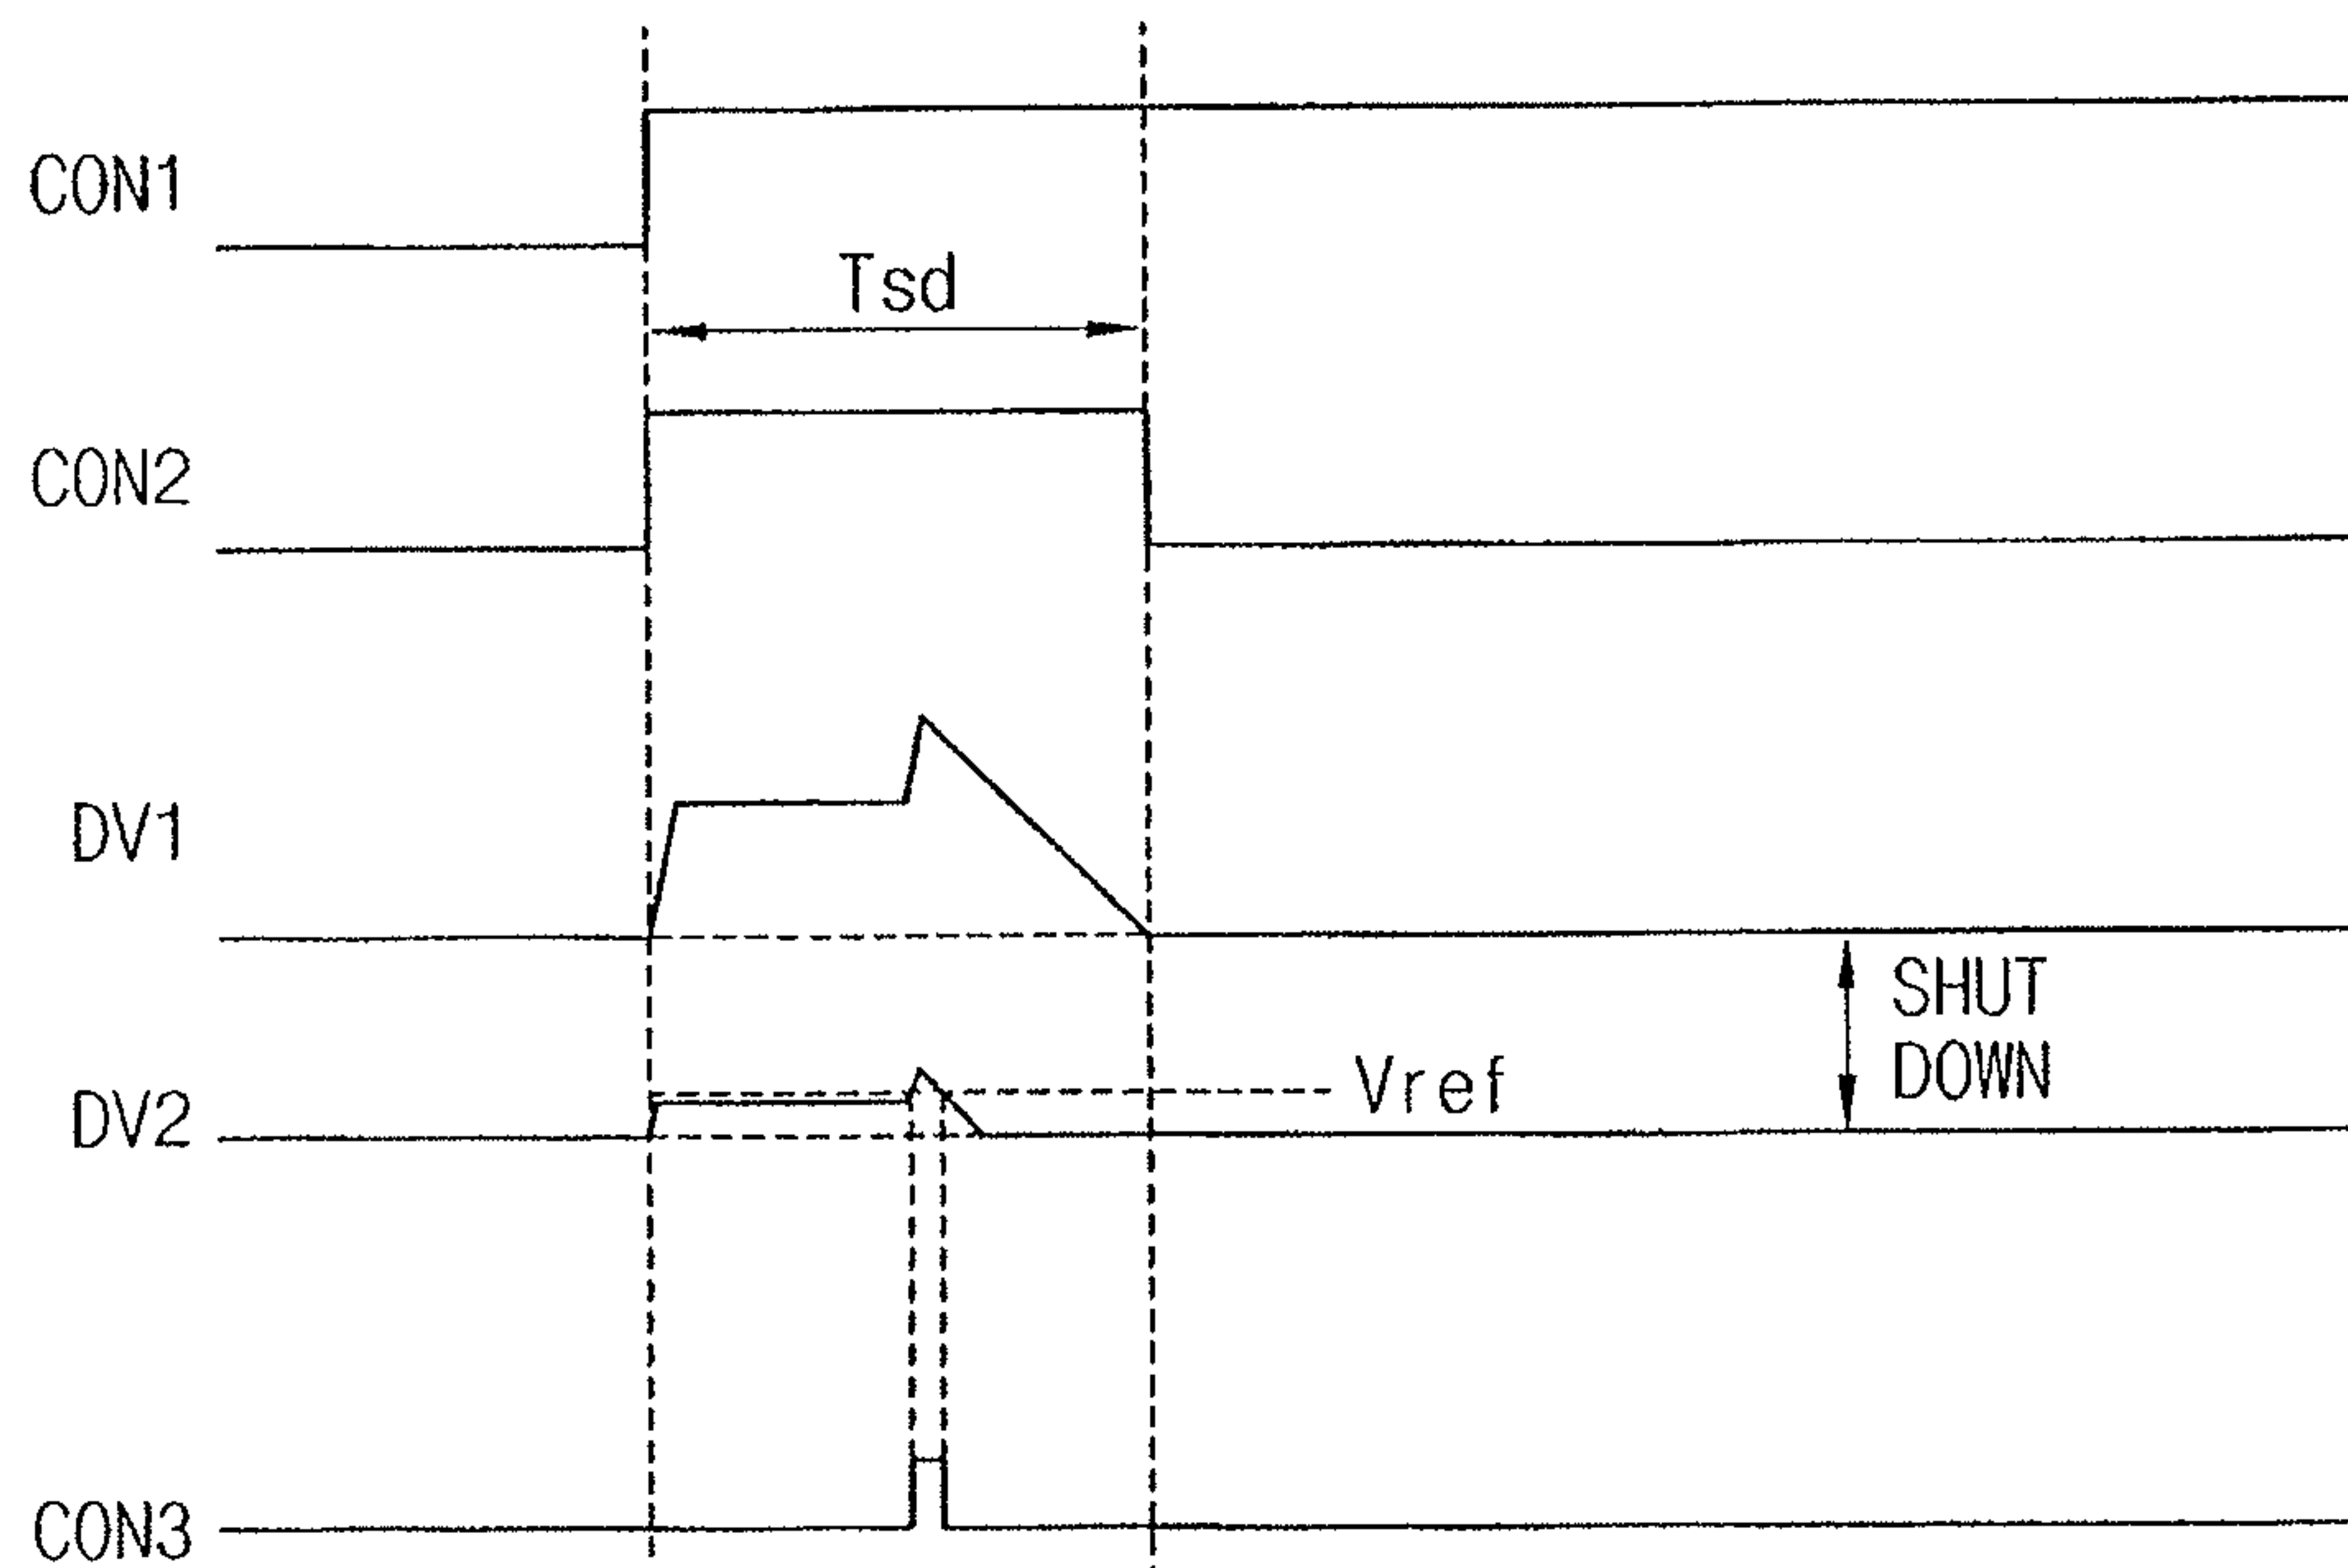 CON1
Tsd
CON2
DV1
SHUT
DOWN
Vref
DV2
CON3